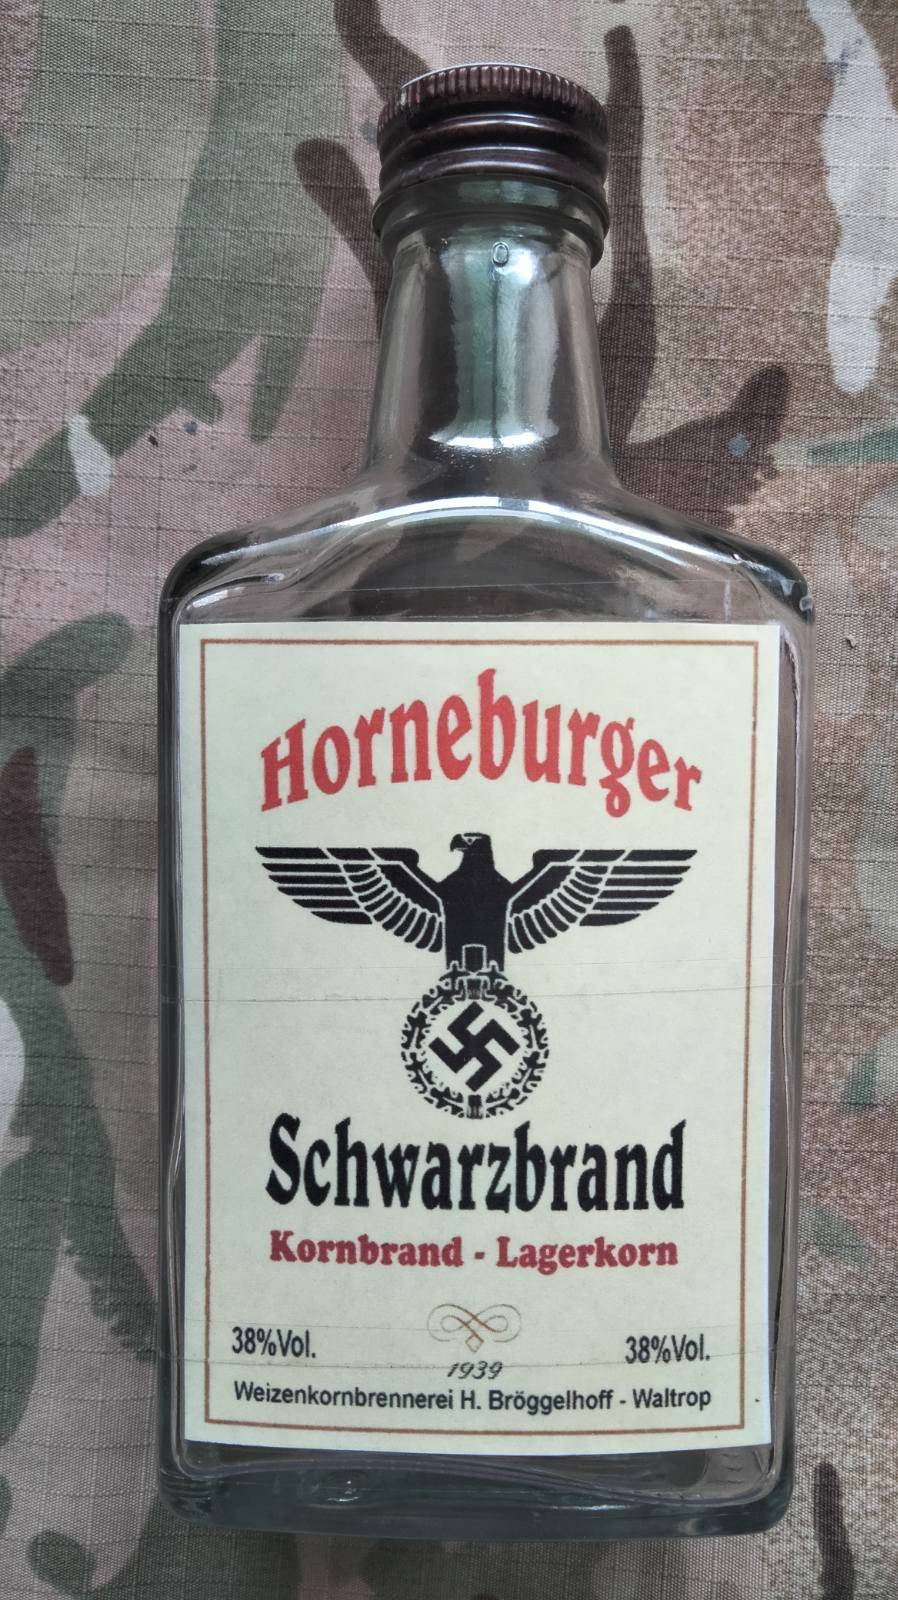 Horneburger
Schwarzbrand
Kornbrand - Lagerkorn
38%Vol. 38%Vol.
1939
Weizenkornbrennerei H. Bröggelhoff - Waltrop